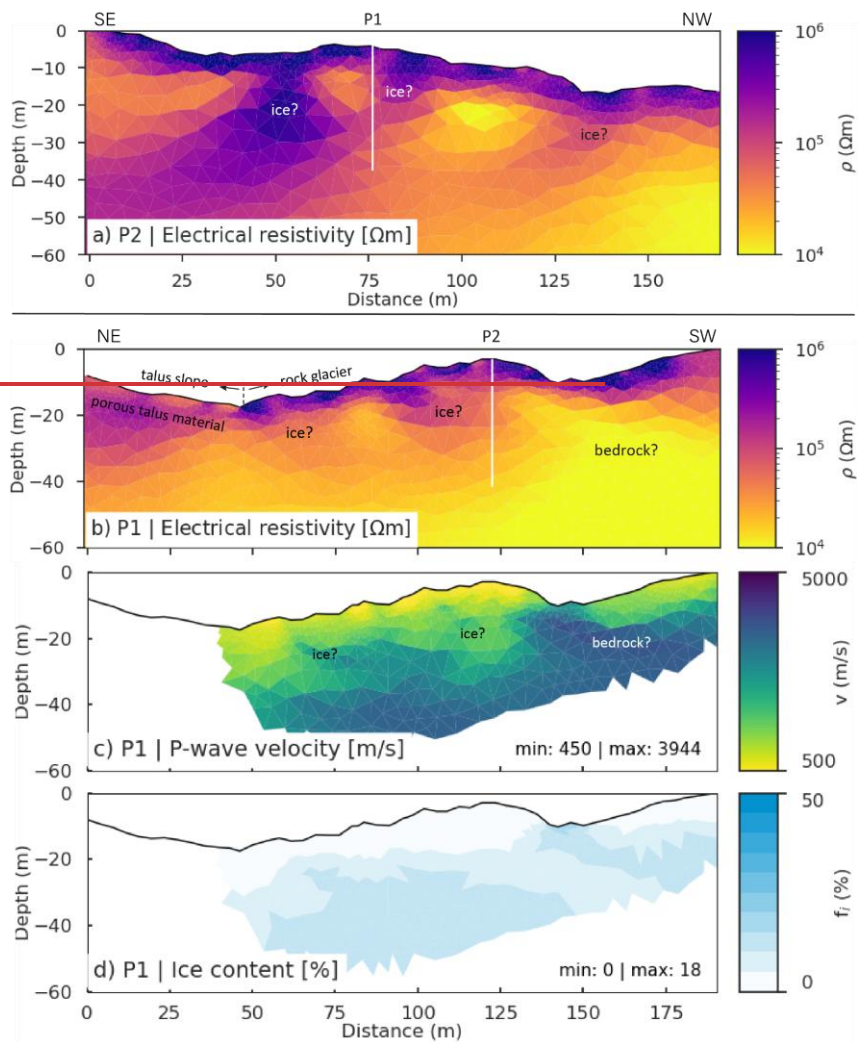 SE P1 NW
0
−10
−20
−30
−40
−50
−60
Depth (m)
ice?
ice?
ice?
a) P2 | Electrical resistivity [Ωm]
0 25 50 75 100 125 150
Distance (m)
10⁶
10⁵
10⁴
ρ (Ωm)
NE P2 SW
0
−20
−40
−60
Depth (m)
talus slope rock glacier
porous talus material
ice?
ice?
bedrock?
b) P1 | Electrical resistivity [Ωm]
10⁶
10⁵
10⁴
ρ (Ωm)
0
−20
−40
−60
Depth (m)
ice?
ice?
bedrock?
c) P1 | P-wave velocity [m/s] min: 450 | max: 3944
5000
500
v (m/s)
0
−20
−40
−60
Depth (m)
d) P1 | Ice content [%] min: 0 | max: 18
50
0
fᵢ (%)
0 25 50 75 100 125 150 175
Distance (m)